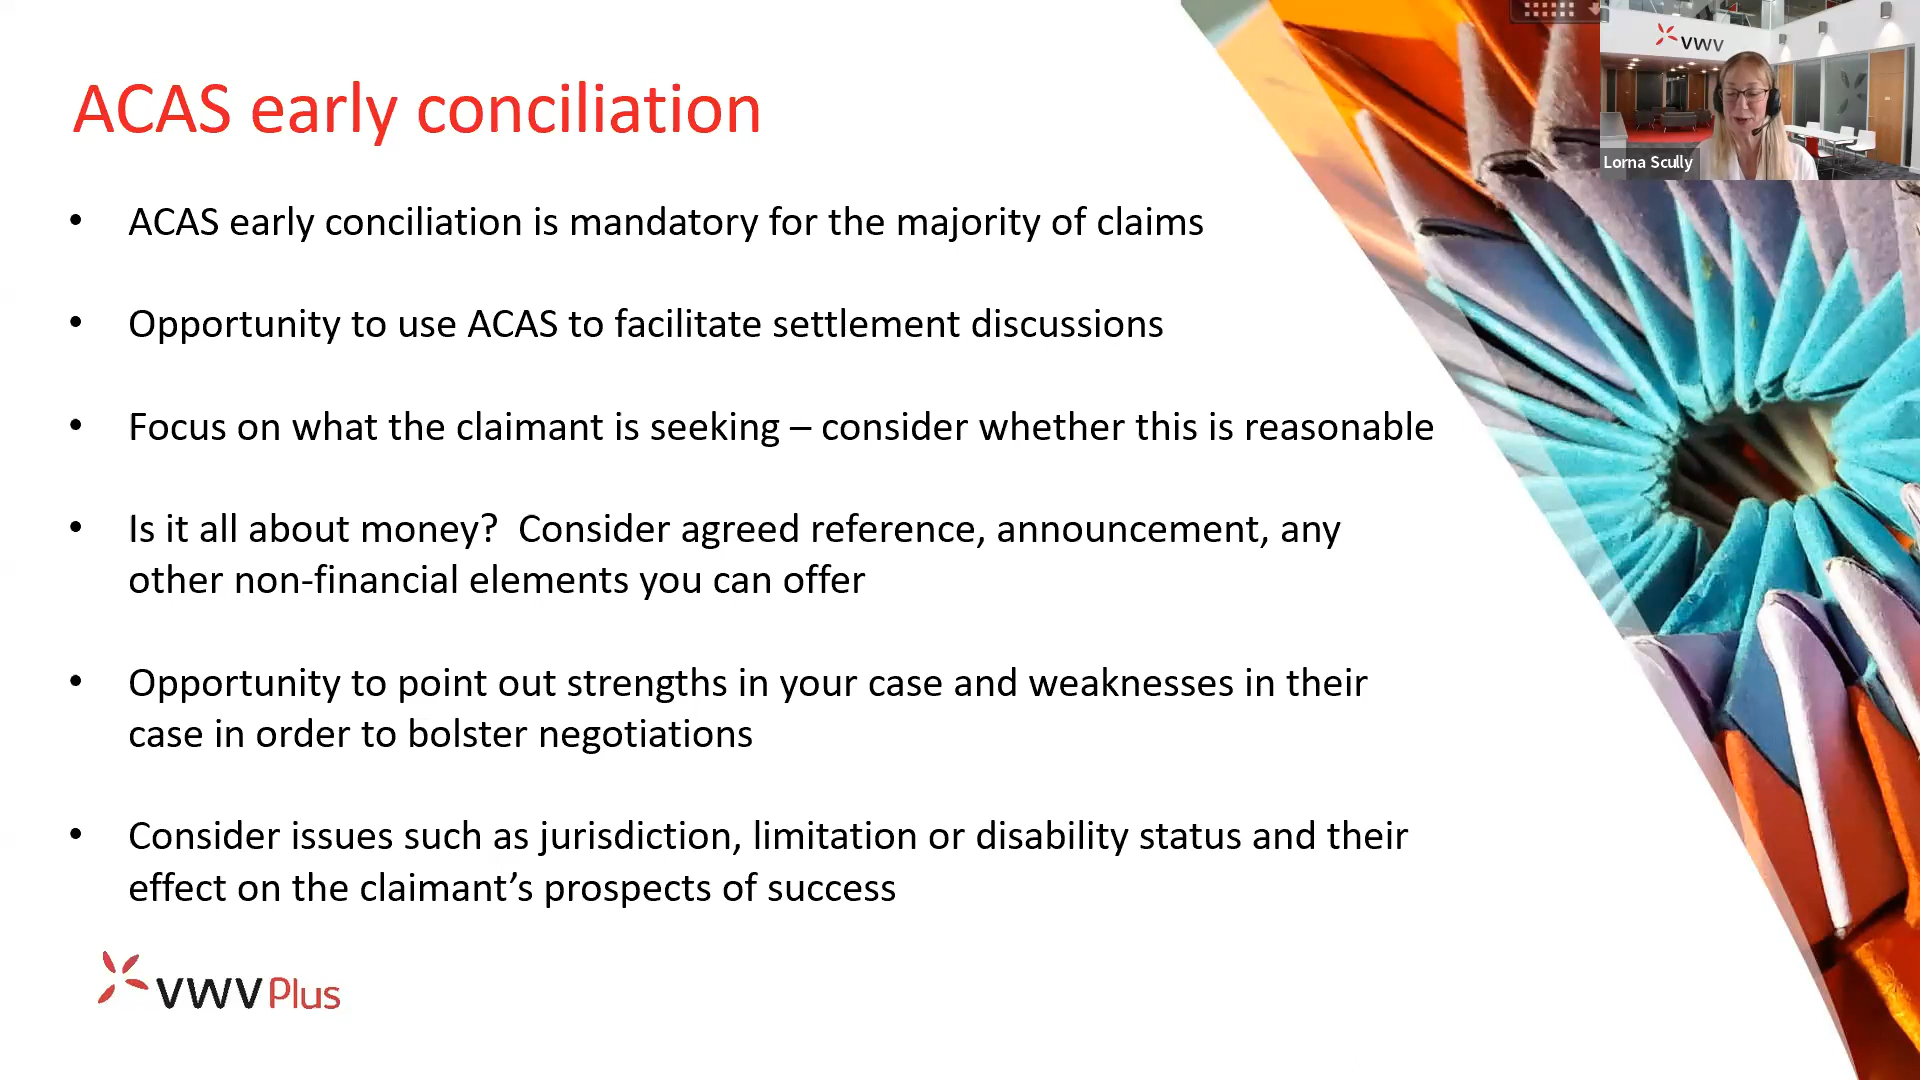 ACAS early conciliation
VWV
Lorna Scully
• ACAS early conciliation is mandatory for the majority of claims
• Opportunity to use ACAS to facilitate settlement discussions
• Focus on what the claimant is seeking – consider whether this is reasonable
• Is it all about money?  Consider agreed reference, announcement, any
other non-financial elements you can offer
• Opportunity to point out strengths in your case and weaknesses in their
case in order to bolster negotiations
• Consider issues such as jurisdiction, limitation or disability status and their
effect on the claimant’s prospects of success
VWV Plus